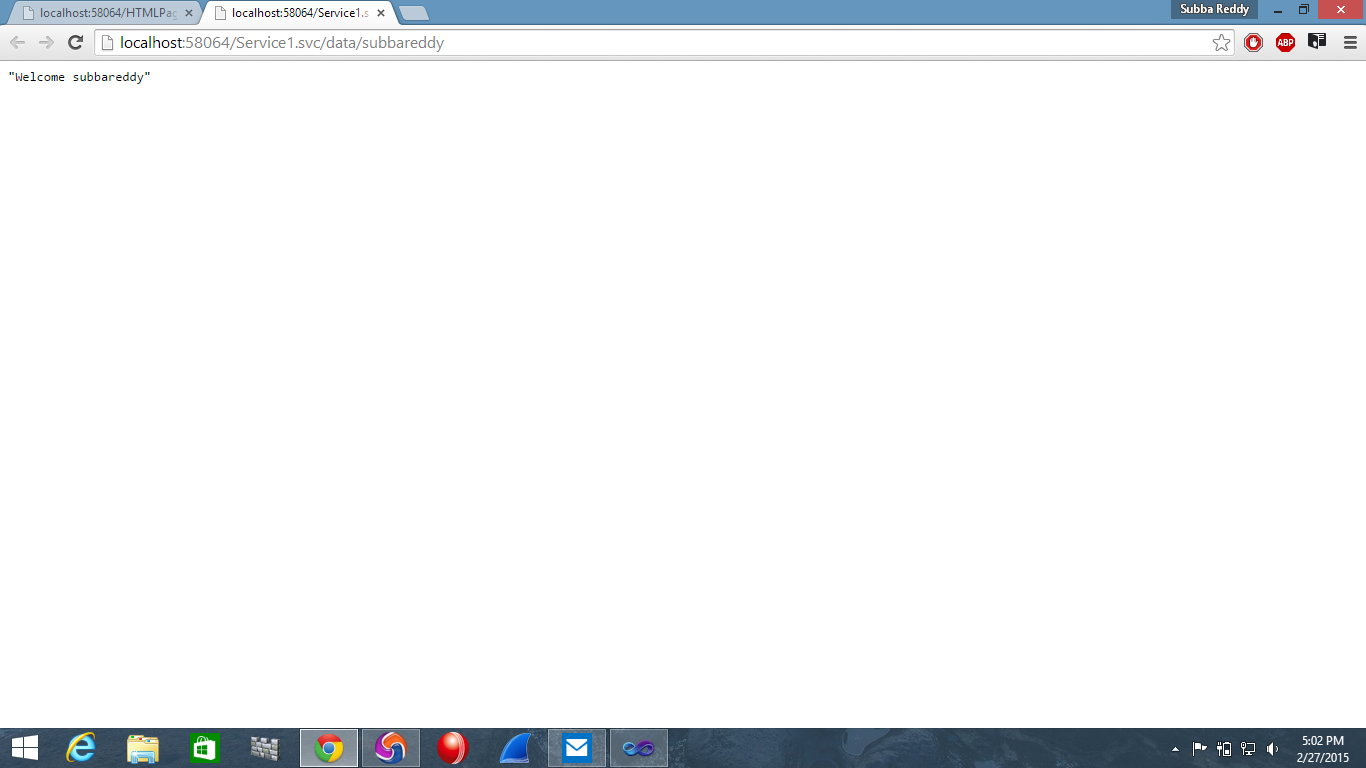 localhost:58064/HTMLPag
localhost:58064/Service1.s
Subba Reddy
localhost:58064/Service1.svc/data/subbareddy
ABP
"Welcome subbareddy"
5:02 PM
2/27/2015